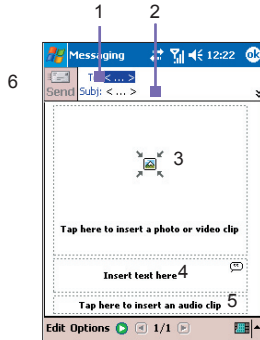 1 2
Messaging 12:22 ok
6
T < ... >
Send Subj: < ... >
3
Tap here to insert a photo or video clip
Insert text here 4
5
Tap here to insert an audio clip
Edit Options 1/1